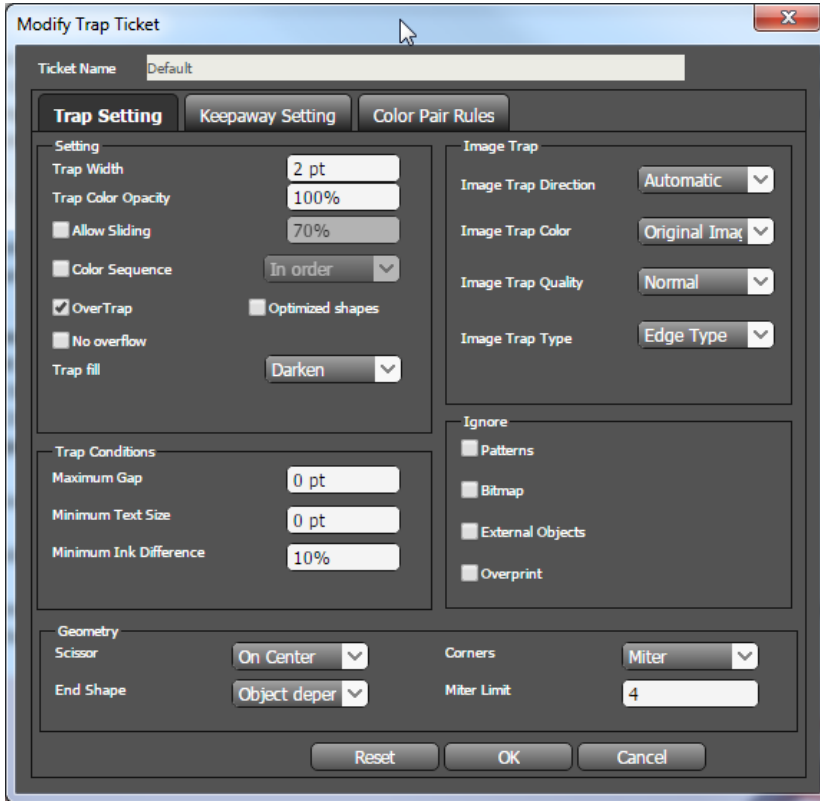 Modify Trap Ticket
x
Ticket Name Default
Trap Setting Keepaway Setting Color Pair Rules
Setting
Trap Width 2 pt
Trap Color Opacity 100%
Allow Sliding 70%
Color Sequence In order
OverTrap Optimized shapes
No overflow
Trap fill Darken
Image Trap
Image Trap Direction Automatic
Image Trap Color Original Imag
Image Trap Quality Normal
Image Trap Type Edge Type
Trap Conditions
Maximum Gap 0 pt
Minimum Text Size 0 pt
Minimum Ink Difference 10%
Ignore
Patterns
Bitmap
External Objects
Overprint
Geometry
Scissor On Center Corners Miter
End Shape Object deper Miter Limit 4
Reset OK Cancel